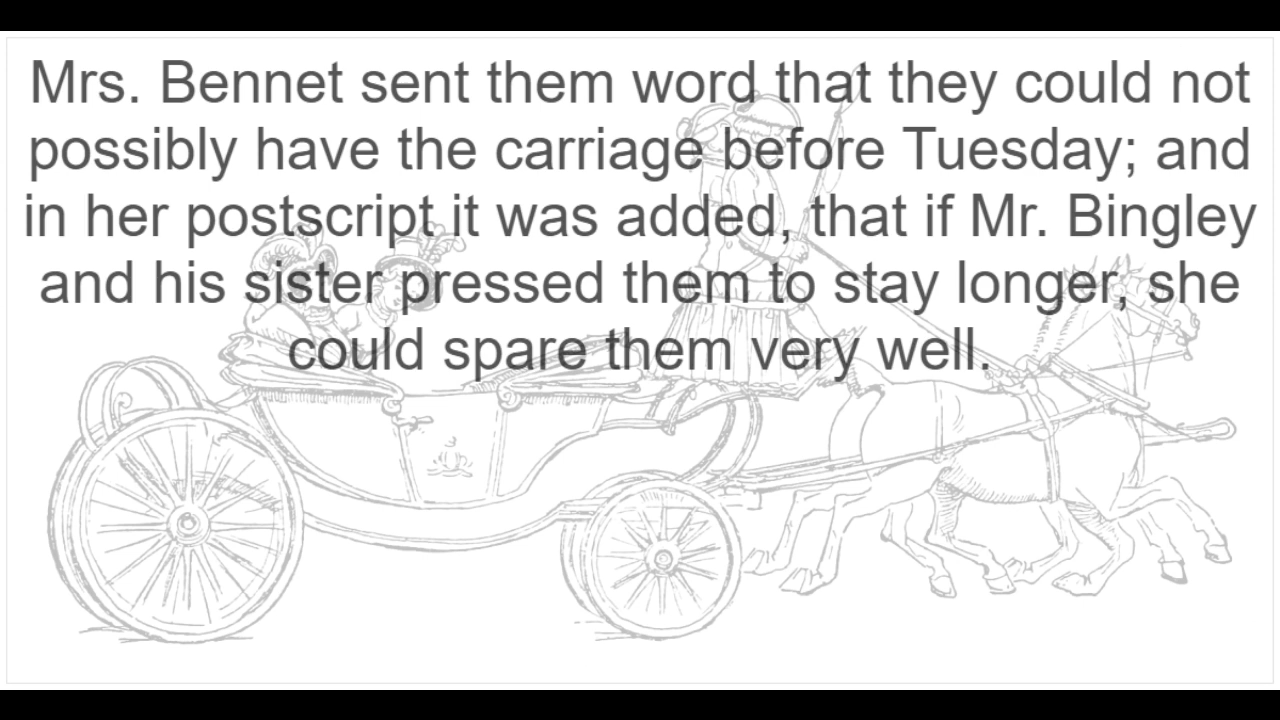 Mrs. Bennet sent them word that they could not
possibly have the carriage before Tuesday; and
in her postscript it was added, that if Mr. Bingley
and his sister pressed them to stay longer, she
could spare them very well.